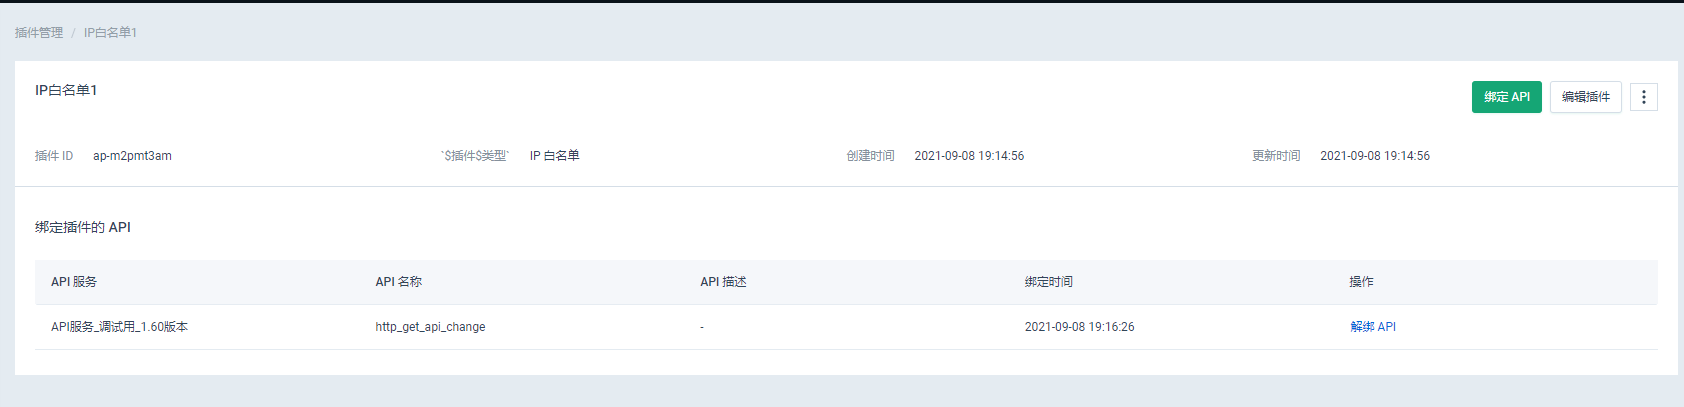 插件管理 / IP白名单1
IP白名单1
绑定 API 编辑插件
插件 ID ap-m2pmt3am `$插件$类型` IP 白名单 创建时间 2021-09-08 19:14:56 更新时间 2021-09-08 19:14:56
绑定插件的 API
API 服务 API 名称 API 描述 绑定时间 操作
API服务_调试用_1.60版本 http_get_api_change - 2021-09-08 19:16:26 解绑 API